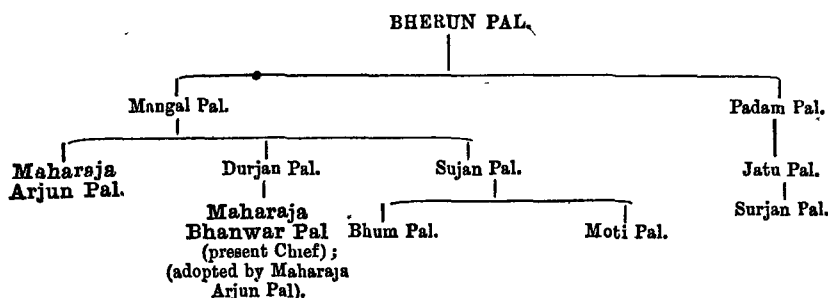 BHERUN PAL.
Mangal Pal. Padam Pal.
Maharaja Arjun Pal. Durjan Pal. Sujan Pal. Jatu Pal.
Maharaja Bhanwar Pal (present Chief) ; (adopted by Maharaja Arjun Pal). Bhum Pal. Moti Pal. Surjan Pal.